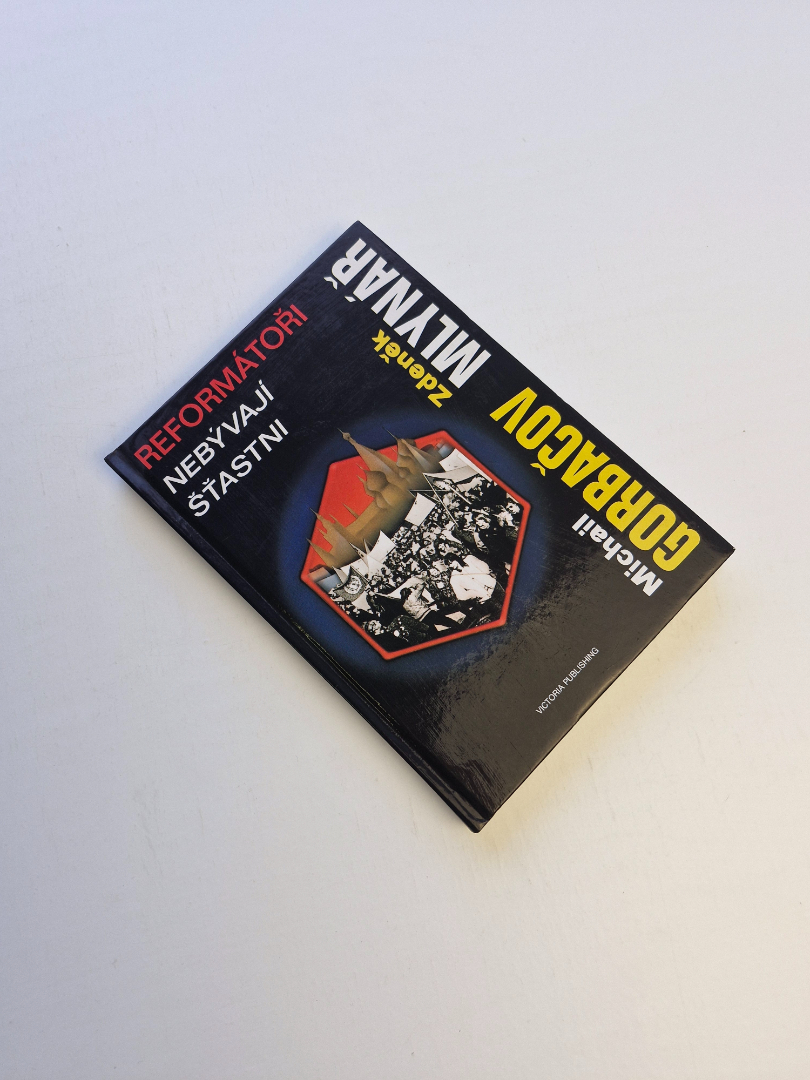 REFORMÁTOŘI
NEBÝVAJÍ
ŠŤASTNI
Zdeněk
MLYNÁŘ
Michail
GORBAČOV
VICTORIA PUBLISHING